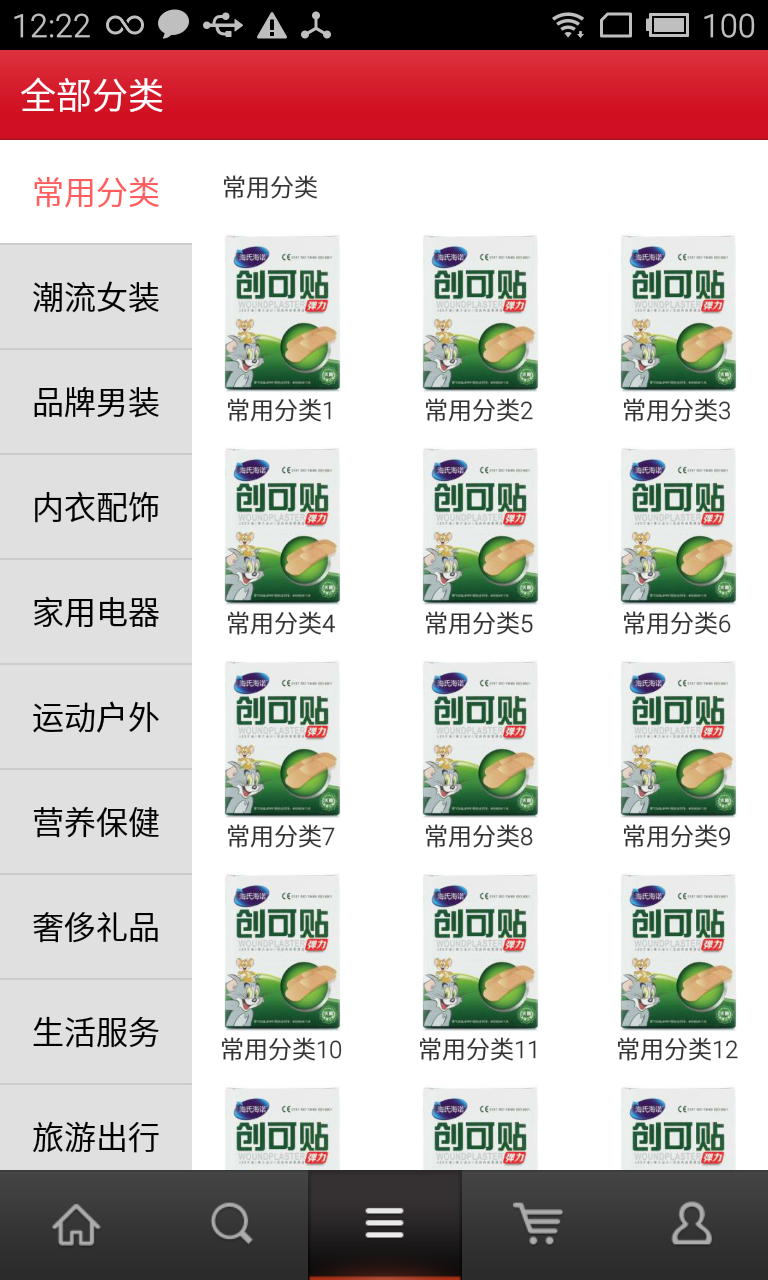 12:22
100
全部分类
常用分类
潮流女装
品牌男装
内衣配饰
家用电器
运动户外
营养保健
奢侈礼品
生活服务
旅游出行
常用分类
海氏海诺 海氏海诺 海氏海诺
创可贴 创可贴 创可贴
WOUNDPLASTER WOUNDPLASTER WOUNDPLASTER
弹力 弹力 弹力
常用分类1 常用分类2 常用分类3
海氏海诺 海氏海诺 海氏海诺
创可贴 创可贴 创可贴
WOUNDPLASTER WOUNDPLASTER WOUNDPLASTER
弹力 弹力 弹力
常用分类4 常用分类5 常用分类6
海氏海诺 海氏海诺 海氏海诺
创可贴 创可贴 创可贴
WOUNDPLASTER WOUNDPLASTER WOUNDPLASTER
弹力 弹力 弹力
常用分类7 常用分类8 常用分类9
海氏海诺 海氏海诺 海氏海诺
创可贴 创可贴 创可贴
WOUNDPLASTER WOUNDPLASTER WOUNDPLASTER
弹力 弹力 弹力
常用分类10 常用分类11 常用分类12
海氏海诺 海氏海诺 海氏海诺
创可贴 创可贴 创可贴
WOUNDPLASTER WOUNDPLASTER WOUNDPLASTER
弹力 弹力 弹力